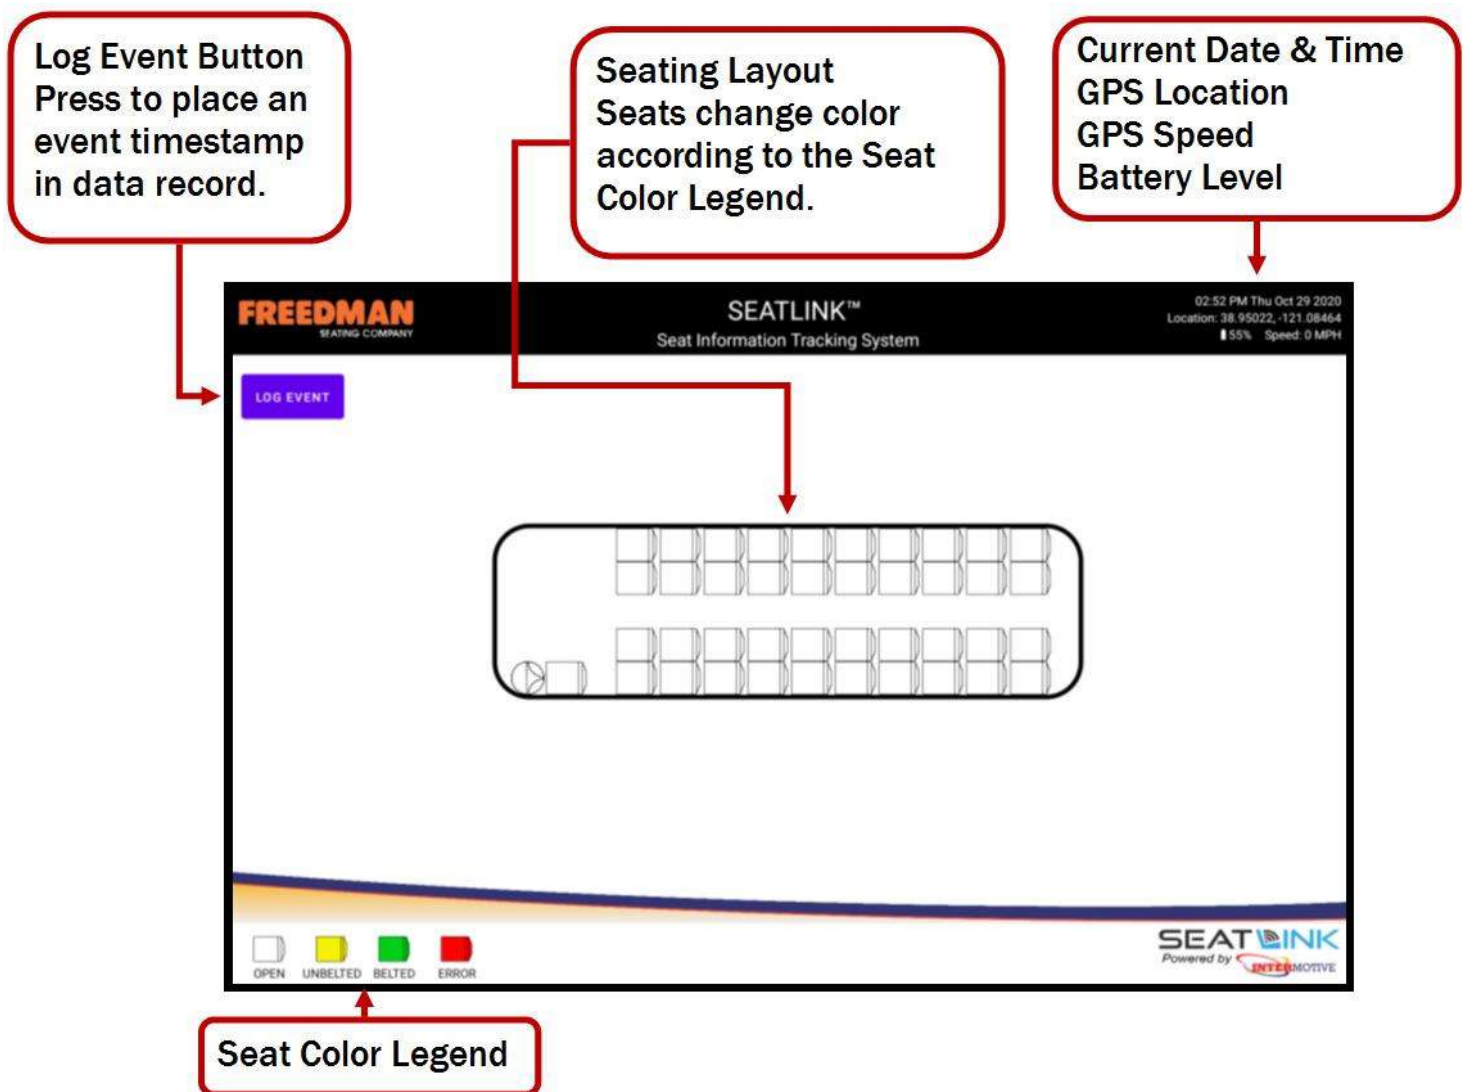 Log Event Button
Press to place an
event timestamp
in data record.
Seating Layout
Seats change color
according to the Seat
Color Legend.
Current Date & Time
GPS Location
GPS Speed
Battery Level
FREEDMAN
SEATING COMPANY
SEATLINK™
Seat Information Tracking System
02:52 PM Thu Oct 29 2020
Location: 38.95022, -121.08464
55% Speed: 0 MPH
LOG EVENT
OPEN UNBELTED BELTED ERROR
SEATLINK
Powered by INTERMOTIVE
Seat Color Legend